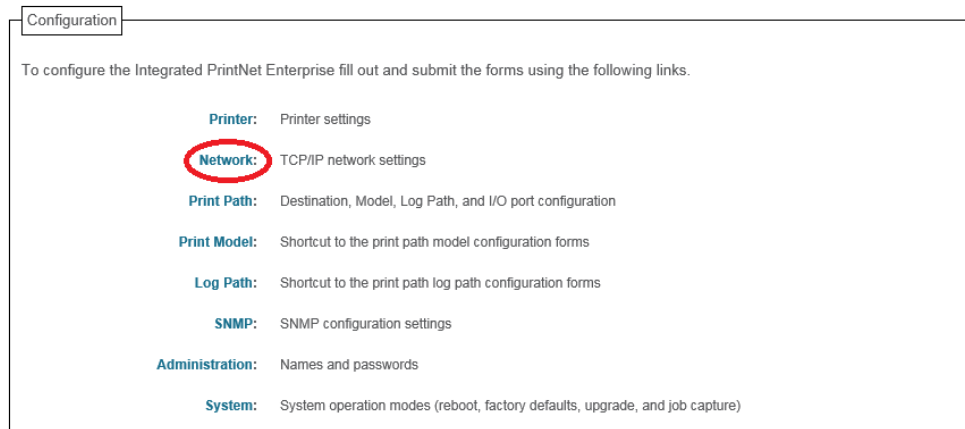 Configuration
To configure the Integrated PrintNet Enterprise fill out and submit the forms using the following links.
Printer: Printer settings
Network: TCP/IP network settings
Print Path: Destination, Model, Log Path, and I/O port configuration
Print Model: Shortcut to the print path model configuration forms
Log Path: Shortcut to the print path log path configuration forms
SNMP: SNMP configuration settings
Administration: Names and passwords
System: System operation modes (reboot, factory defaults, upgrade, and job capture)